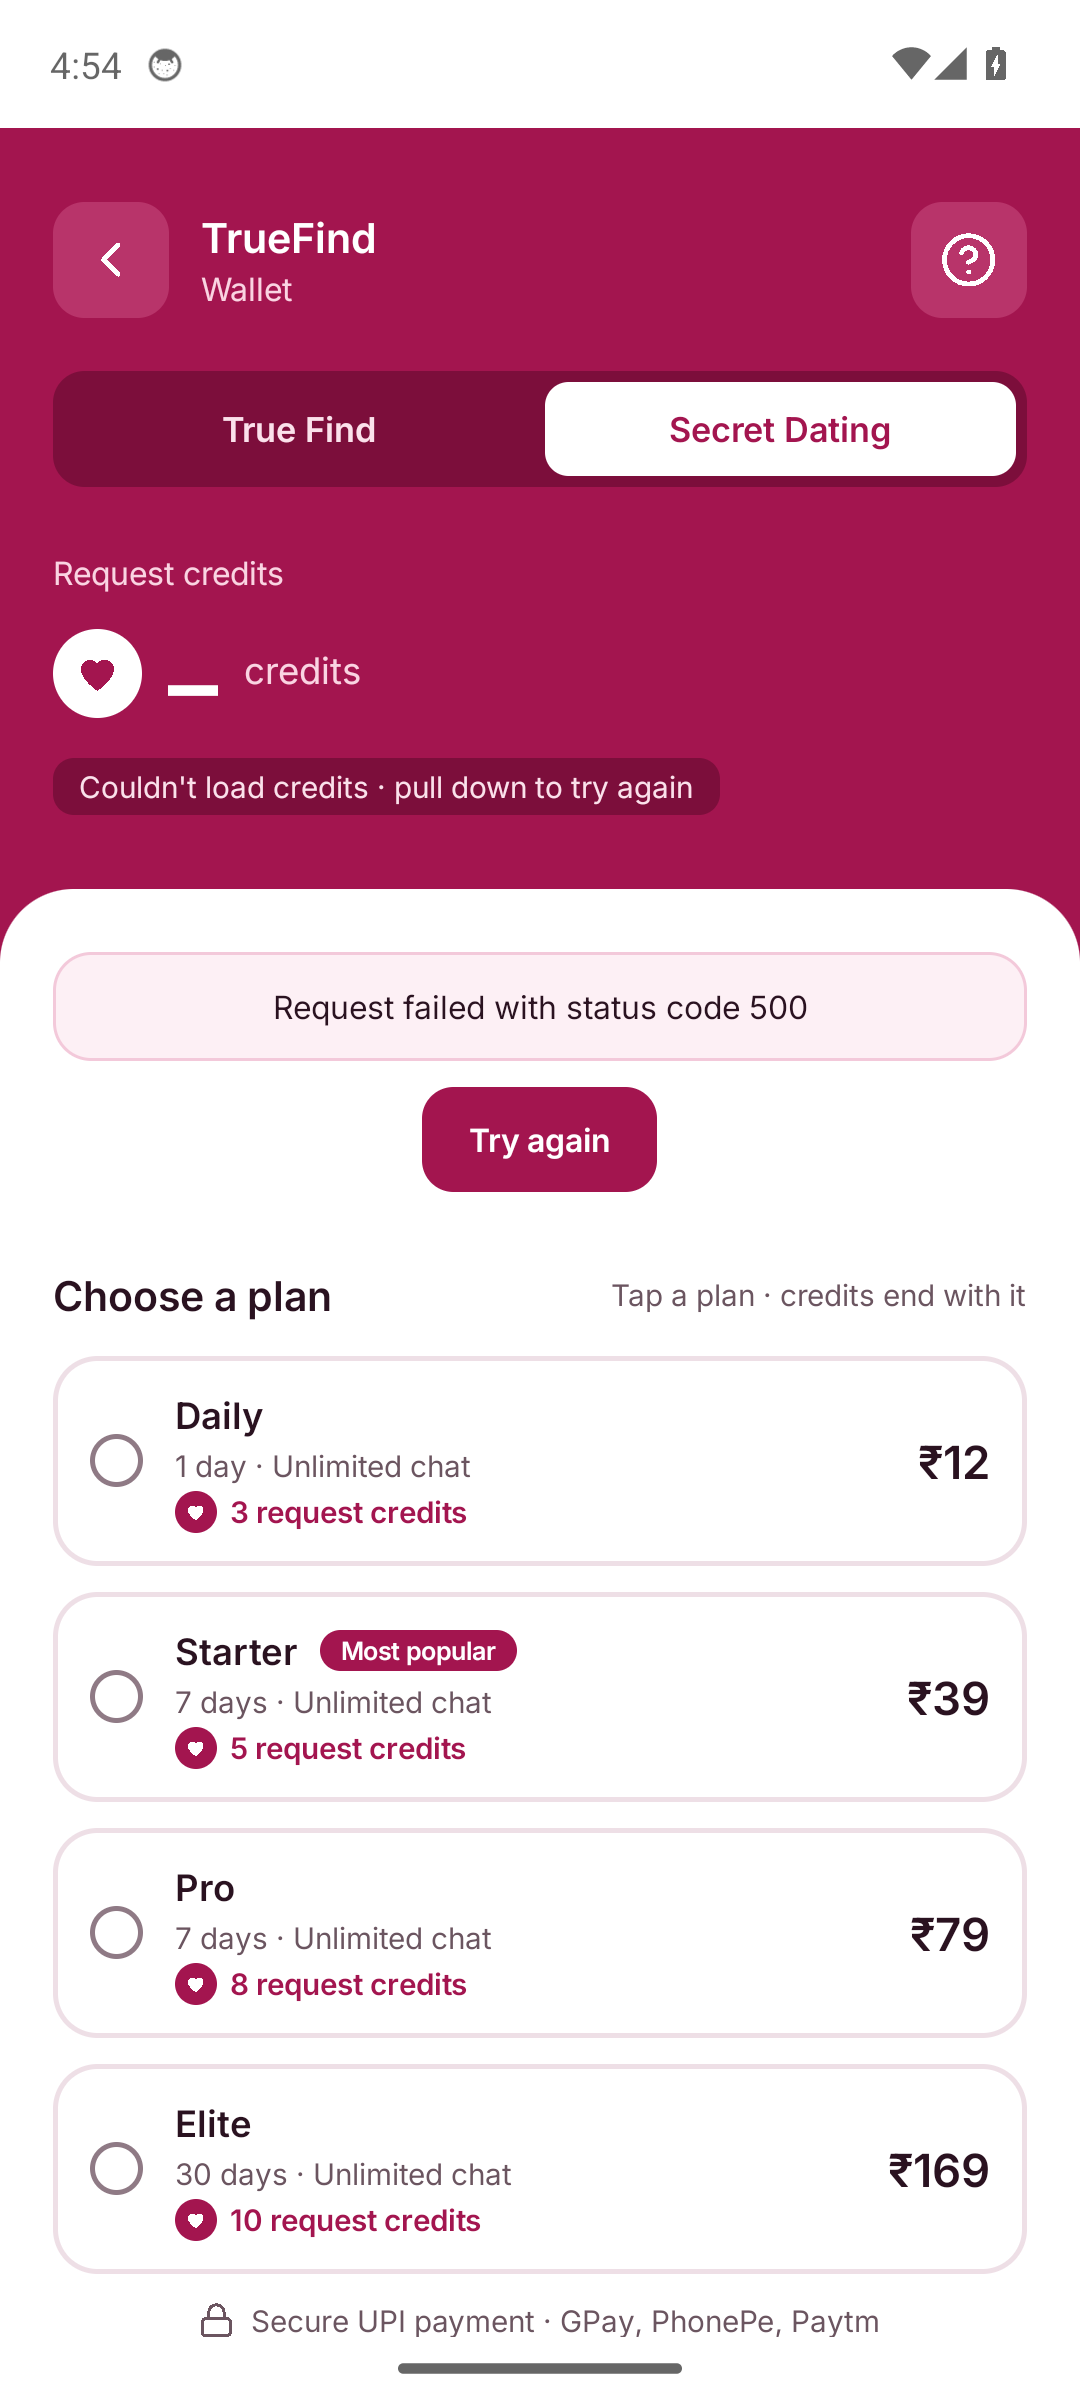 4:54
TrueFind
Wallet
True Find
Secret Dating
Request credits
– credits
Couldn't load credits · pull down to try again
Request failed with status code 500
Try again
Choose a plan
Tap a plan · credits end with it
Daily
1 day · Unlimited chat
3 request credits
₹12
Starter
Most popular
7 days · Unlimited chat
5 request credits
₹39
Pro
7 days · Unlimited chat
8 request credits
₹79
Elite
30 days · Unlimited chat
10 request credits
₹169
Secure UPI payment · GPay, PhonePe, Paytm